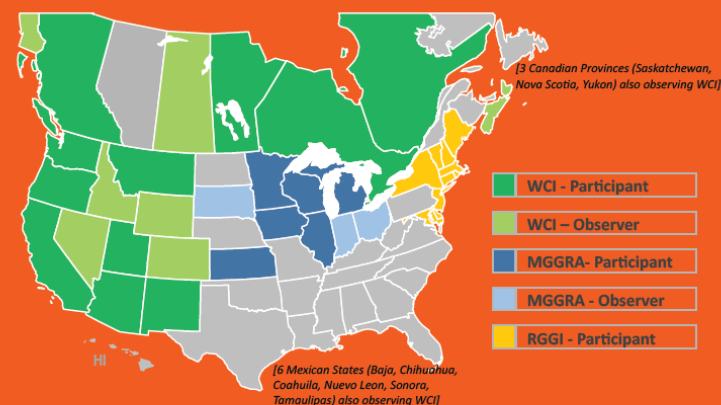 [3 Canadian Provinces (Saskatchewan,
Nova Scotia, Yukon) also observing WCI]
WCI - Participant
WCI – Observer
MGGRA- Participant
MGGRA - Observer
RGGI - Participant
HI
[6 Mexican States (Baja, Chihuahua,
Coahuila, Nuevo Leon, Sonora,
Tamaulipas) also observing WCI]